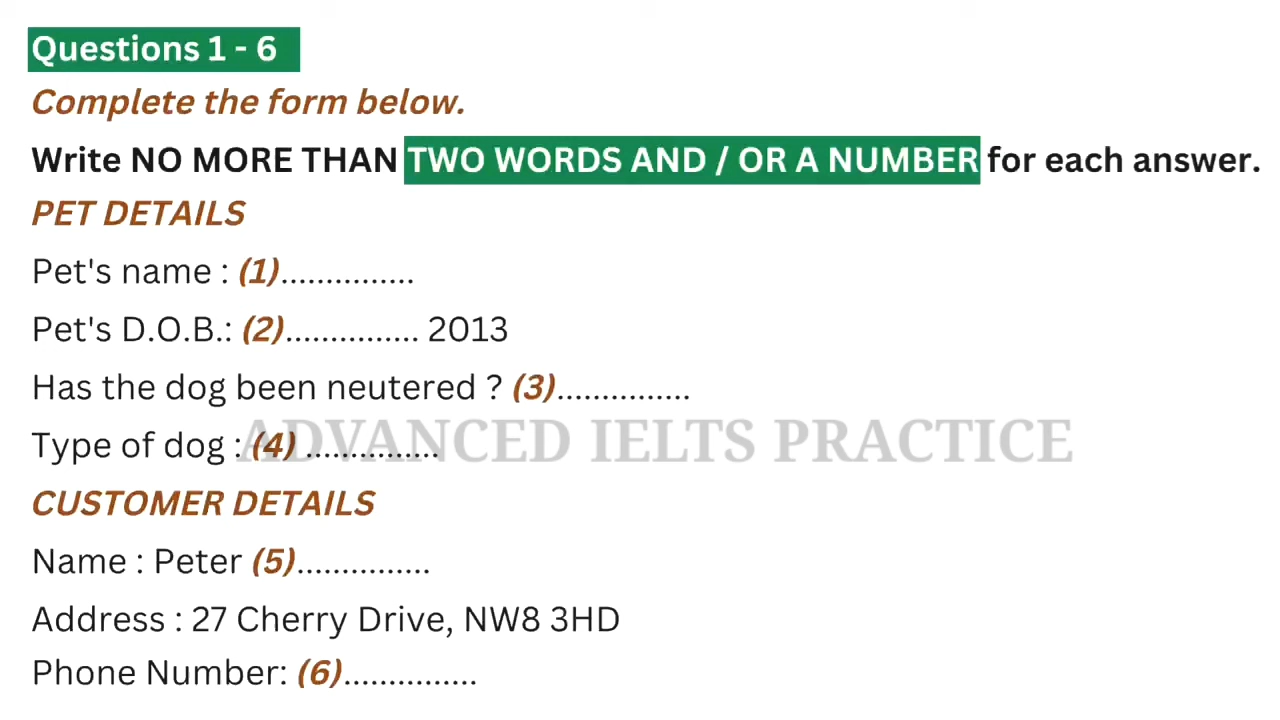 Questions 1 - 6
Complete the form below.
Write NO MORE THAN TWO WORDS AND / OR A NUMBER for each answer.
PET DETAILS
Pet's name : (1)...............
Pet's D.O.B.: (2)............... 2013
Has the dog been neutered ? (3)...............
Type of dog : (4) ...............
ADVANCED IELTS PRACTICE
CUSTOMER DETAILS
Name : Peter (5)...............
Address : 27 Cherry Drive, NW8 3HD
Phone Number: (6)...............